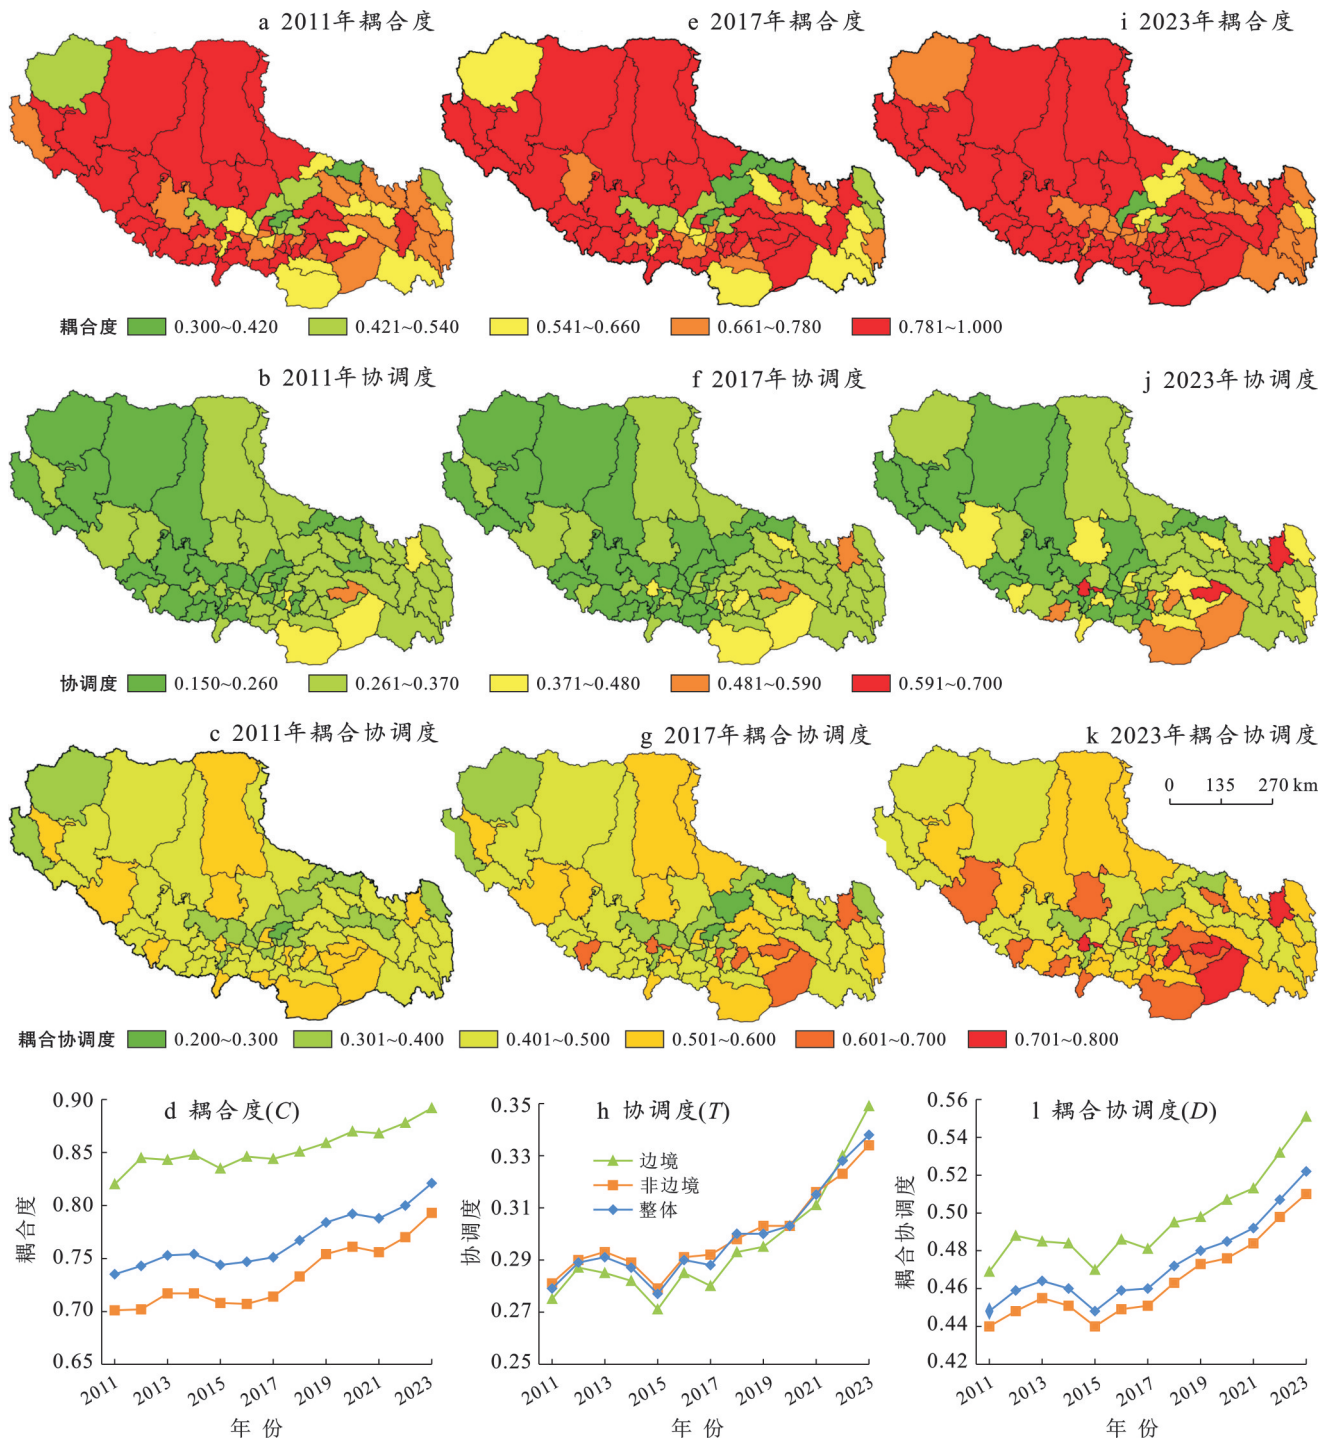 a 2011年耦合度
e 2017年耦合度
i 2023年耦合度
耦合度 0.300~0.420 0.421~0.540 0.541~0.660 0.661~0.780 0.781~1.000
b 2011年协调度
f 2017年协调度
j 2023年协调度
协调度 0.150~0.260 0.261~0.370 0.371~0.480 0.481~0.590 0.591~0.700
c 2011年耦合协调度
g 2017年耦合协调度
k 2023年耦合协调度
0 135 270 km
耦合协调度 0.200~0.300 0.301~0.400 0.401~0.500 0.501~0.600 0.601~0.700 0.701~0.800
d 耦合度(C)
0.90
0.85
0.80
0.75
0.70
0.65
耦合度
2011 2013 2015 2017 2019 2021 2023
年 份
h 协调度(T)
0.35
0.33
0.31
0.29
0.27
0.25
协调度
边境
非边境
整体
2011 2013 2015 2017 2019 2021 2023
年 份
l 耦合协调度(D)
0.56
0.54
0.52
0.50
0.48
0.46
0.44
0.42
耦合协调度
2011 2013 2015 2017 2019 2021 2023
年 份